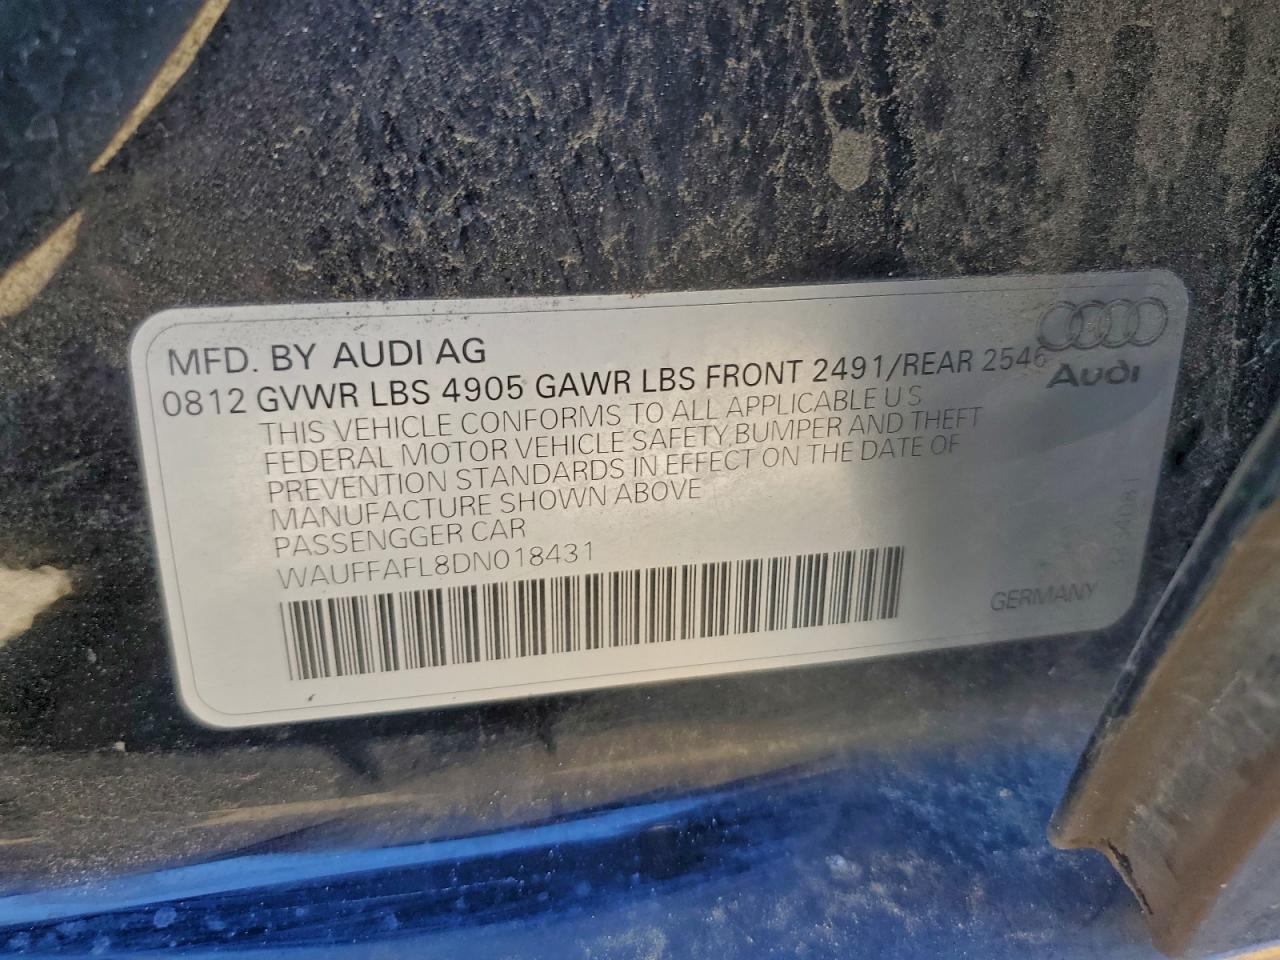 MFD. BY AUDI AG
0812 GVWR LBS 4905 GAWR LBS FRONT 2491/REAR 2546
Audi
THIS VEHICLE CONFORMS TO ALL APPLICABLE U S
FEDERAL MOTOR VEHICLE SAFETY, BUMPER AND THEFT
PREVENTION STANDARDS IN EFFECT ON THE DATE OF
MANUFACTURE SHOWN ABOVE
PASSENGGER CAR
WAUFFAFL8DN018431
GERMANY